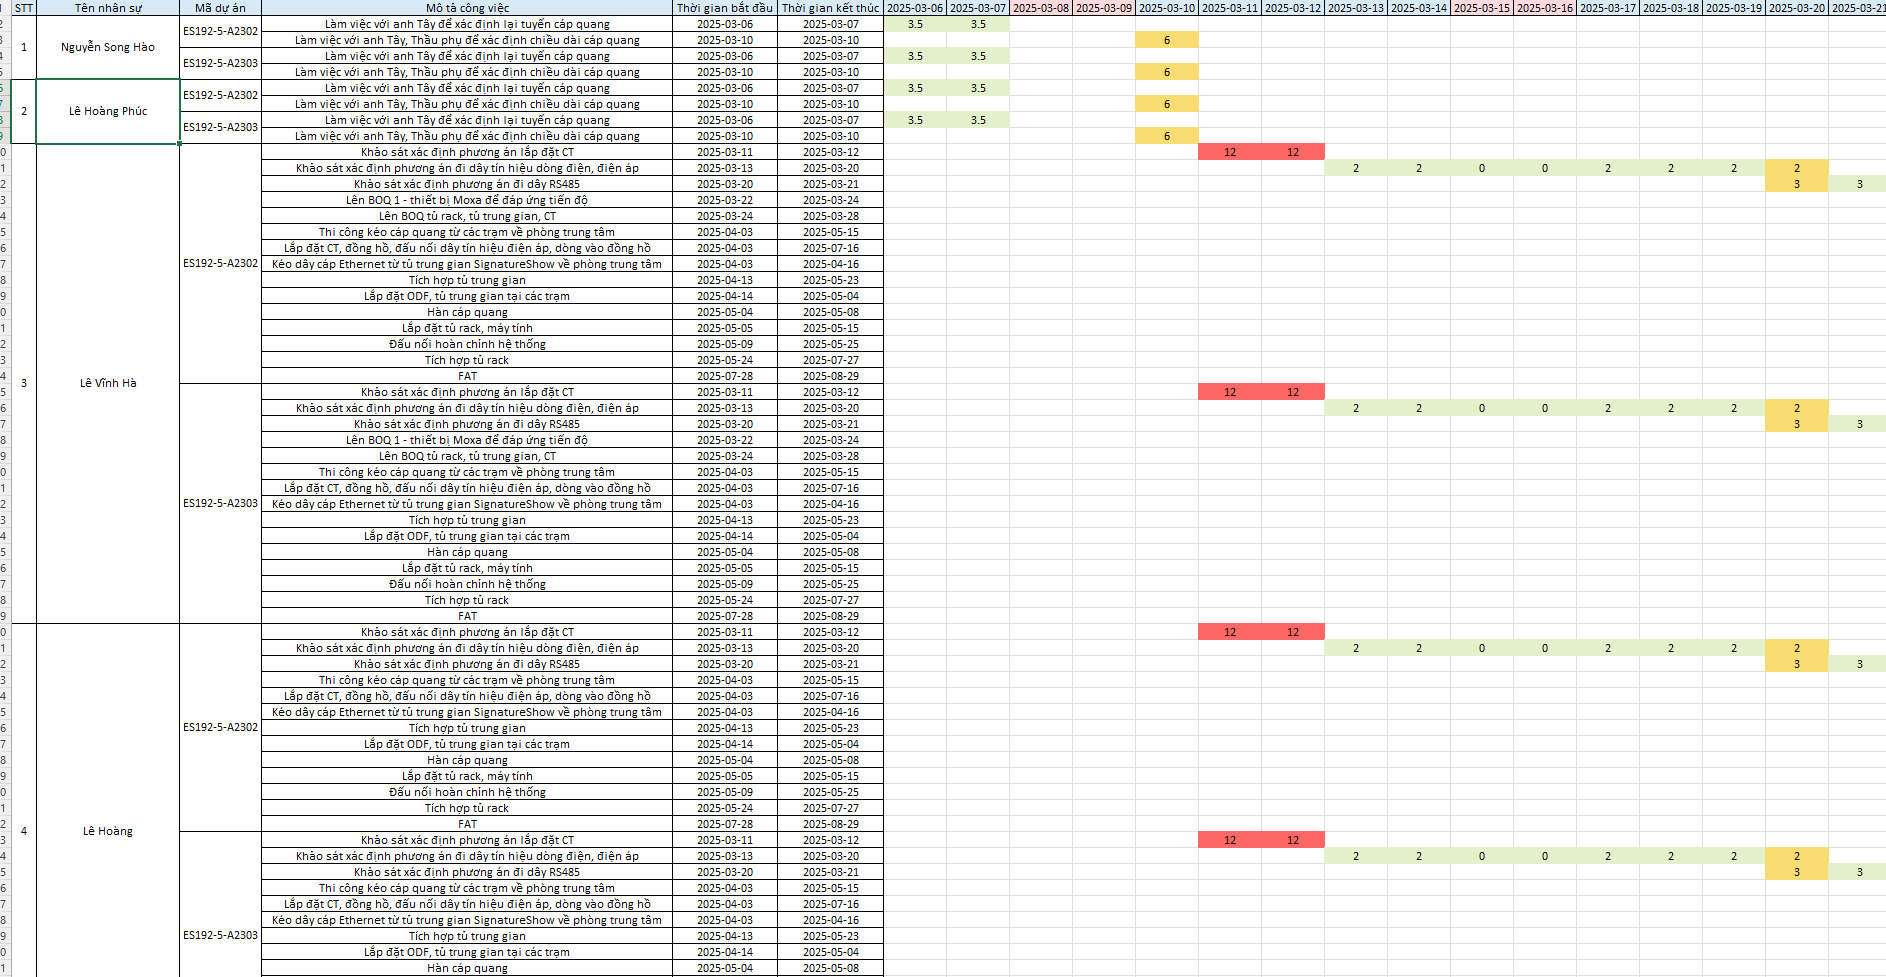 STT Tên nhân sự Mã dự án Mô tả công việc Thời gian bắt đầu Thời gian kết thúc 2025-03-06 2025-03-07 2025-03-08 2025-03-09 2025-03-10 2025-03-11 2025-03-12 2025-03-13 2025-03-14 2025-03-15 2025-03-16 2025-03-17 2025-03-18 2025-03-19 2025-03-20 2025-03-21
1 Nguyễn Song Hào ES192-5-A2302 Làm việc với anh Tây để xác định lại tuyến cáp quang 2025-03-06 2025-03-07 3.5 3.5
Làm việc với anh Tây, Thầu phụ để xác định chiều dài cáp quang 2025-03-10 2025-03-10 6
ES192-5-A2303 Làm việc với anh Tây để xác định lại tuyến cáp quang 2025-03-06 2025-03-07 3.5 3.5
Làm việc với anh Tây, Thầu phụ để xác định chiều dài cáp quang 2025-03-10 2025-03-10 6
2 Lê Hoàng Phúc ES192-5-A2302 Làm việc với anh Tây để xác định lại tuyến cáp quang 2025-03-06 2025-03-07 3.5 3.5
Làm việc với anh Tây, Thầu phụ để xác định chiều dài cáp quang 2025-03-10 2025-03-10 6
ES192-5-A2303 Làm việc với anh Tây để xác định lại tuyến cáp quang 2025-03-06 2025-03-07 3.5 3.5
Làm việc với anh Tây, Thầu phụ để xác định chiều dài cáp quang 2025-03-10 2025-03-10 6
3 Lê Vĩnh Hà ES192-5-A2302 Khảo sát xác định phương án lắp đặt CT 2025-03-11 2025-03-12 12 12
Khảo sát xác định phương án đi dây tín hiệu dòng điện, điện áp 2025-03-13 2025-03-20 2 2 0 0 2 2 2 2
Khảo sát xác định phương án đi dây RS485 2025-03-20 2025-03-21 3 3
Lên BOQ 1 - thiết bị Moxa để đáp ứng tiến độ 2025-03-22 2025-03-24
Lên BOQ tủ rack, tủ trung gian, CT 2025-03-24 2025-03-28
Thi công kéo cáp quang từ các trạm về phòng trung tâm 2025-04-03 2025-05-15
Lắp đặt CT, đồng hồ, đấu nối dây tín hiệu điện áp, dòng vào đồng hồ 2025-04-03 2025-07-16
Kéo dây cáp Ethernet từ tủ trung gian SignatureShow về phòng trung tâm 2025-04-03 2025-04-16
Tích hợp tủ trung gian 2025-04-13 2025-05-23
Lắp đặt ODF, tủ trung gian tại các trạm 2025-04-14 2025-05-04
Hàn cáp quang 2025-05-04 2025-05-08
Lắp đặt tủ rack, máy tính 2025-05-05 2025-05-15
Đấu nối hoàn chỉnh hệ thống 2025-05-09 2025-05-25
Tích hợp tủ rack 2025-05-24 2025-07-27
FAT 2025-07-28 2025-08-29
ES192-5-A2303 Khảo sát xác định phương án lắp đặt CT 2025-03-11 2025-03-12 12 12
Khảo sát xác định phương án đi dây tín hiệu dòng điện, điện áp 2025-03-13 2025-03-20 2 2 0 0 2 2 2 2
Khảo sát xác định phương án đi dây RS485 2025-03-20 2025-03-21 3 3
Lên BOQ 1 - thiết bị Moxa để đáp ứng tiến độ 2025-03-22 2025-03-24
Lên BOQ tủ rack, tủ trung gian, CT 2025-03-24 2025-03-28
Thi công kéo cáp quang từ các trạm về phòng trung tâm 2025-04-03 2025-05-15
Lắp đặt CT, đồng hồ, đấu nối dây tín hiệu điện áp, dòng vào đồng hồ 2025-04-03 2025-07-16
Kéo dây cáp Ethernet từ tủ trung gian SignatureShow về phòng trung tâm 2025-04-03 2025-04-16
Tích hợp tủ trung gian 2025-04-13 2025-05-23
Lắp đặt ODF, tủ trung gian tại các trạm 2025-04-14 2025-05-04
Hàn cáp quang 2025-05-04 2025-05-08
Lắp đặt tủ rack, máy tính 2025-05-05 2025-05-15
Đấu nối hoàn chỉnh hệ thống 2025-05-09 2025-05-25
Tích hợp tủ rack 2025-05-24 2025-07-27
FAT 2025-07-28 2025-08-29
4 Lê Hoàng ES192-5-A2302 Khảo sát xác định phương án lắp đặt CT 2025-03-11 2025-03-12 12 12
Khảo sát xác định phương án đi dây tín hiệu dòng điện, điện áp 2025-03-13 2025-03-20 2 2 0 0 2 2 2 2
Khảo sát xác định phương án đi dây RS485 2025-03-20 2025-03-21 3 3
Thi công kéo cáp quang từ các trạm về phòng trung tâm 2025-04-03 2025-05-15
Lắp đặt CT, đồng hồ, đấu nối dây tín hiệu điện áp, dòng vào đồng hồ 2025-04-03 2025-07-16
Kéo dây cáp Ethernet từ tủ trung gian SignatureShow về phòng trung tâm 2025-04-03 2025-04-16
Tích hợp tủ trung gian 2025-04-13 2025-05-23
Lắp đặt ODF, tủ trung gian tại các trạm 2025-04-14 2025-05-04
Hàn cáp quang 2025-05-04 2025-05-08
Lắp đặt tủ rack, máy tính 2025-05-05 2025-05-15
Đấu nối hoàn chỉnh hệ thống 2025-05-09 2025-05-25
Tích hợp tủ rack 2025-05-24 2025-07-27
FAT 2025-07-28 2025-08-29
ES192-5-A2303 Khảo sát xác định phương án lắp đặt CT 2025-03-11 2025-03-12 12 12
Khảo sát xác định phương án đi dây tín hiệu dòng điện, điện áp 2025-03-13 2025-03-20 2 2 0 0 2 2 2 2
Khảo sát xác định phương án đi dây RS485 2025-03-20 2025-03-21 3 3
Thi công kéo cáp quang từ các trạm về phòng trung tâm 2025-04-03 2025-05-15
Lắp đặt CT, đồng hồ, đấu nối dây tín hiệu điện áp, dòng vào đồng hồ 2025-04-03 2025-07-16
Kéo dây cáp Ethernet từ tủ trung gian SignatureShow về phòng trung tâm 2025-04-03 2025-04-16
Tích hợp tủ trung gian 2025-04-13 2025-05-23
Lắp đặt ODF, tủ trung gian tại các trạm 2025-04-14 2025-05-04
Hàn cáp quang 2025-05-04 2025-05-08